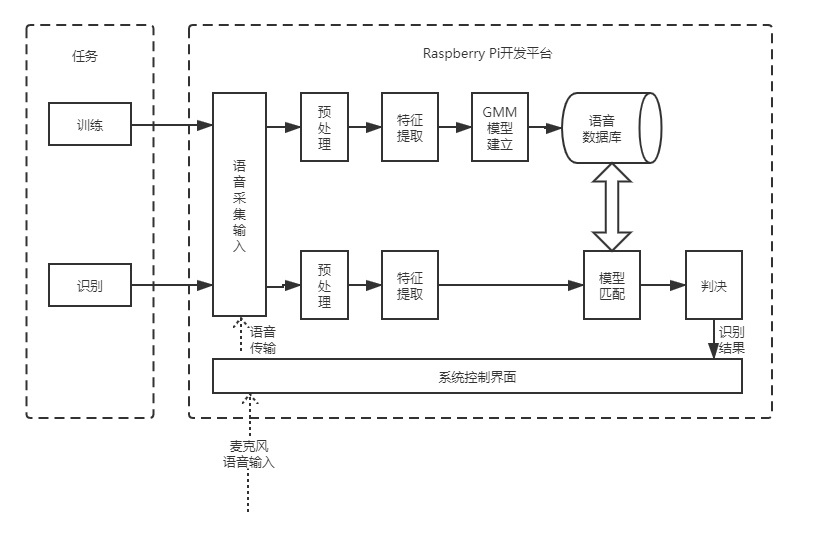 任务
Raspberry Pi开发平台
训练
语
音
采
集
输
入
预
处
理
特征
提取
GMM
模型
建立
语音
数据库
识别
预
处
理
特征
提取
模型
匹配
判决
语音
传输
识别
结果
系统控制界面
麦克风
语音输入